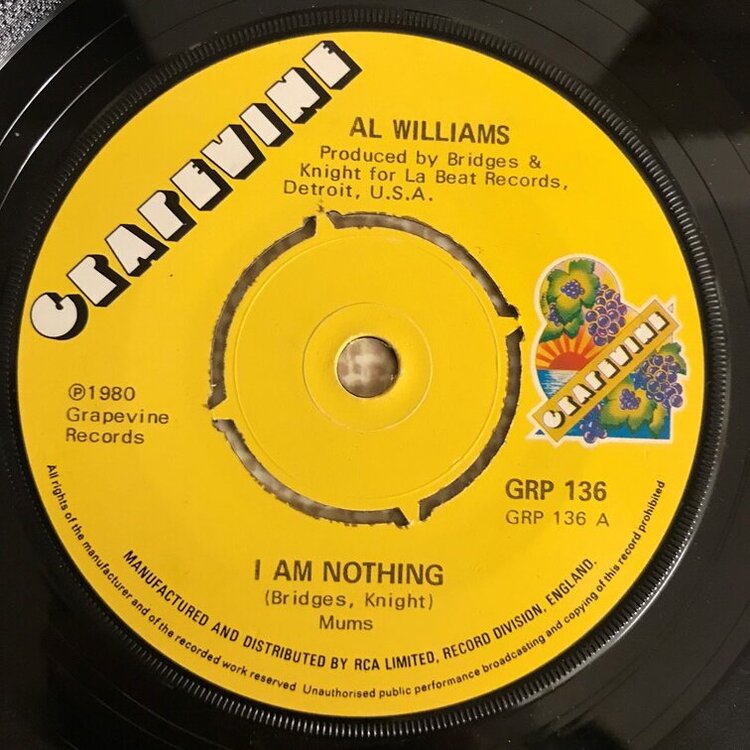 GRAPEVINE
AL WILLIAMS
Produced by Bridges &
Knight for La Beat Records,
Detroit, U.S.A.
GRAPEVINE
℗1980
Grapevine
Records
GRP 136
GRP 136 A
I AM NOTHING
(Bridges, Knight)
Mums
MANUFACTURED AND DISTRIBUTED BY RCA LIMITED, RECORD DIVISION, ENGLAND.
All rights of the manufacturer and of the recorded work reserved Unauthorised public performance broadcasting and copying of this record prohibited